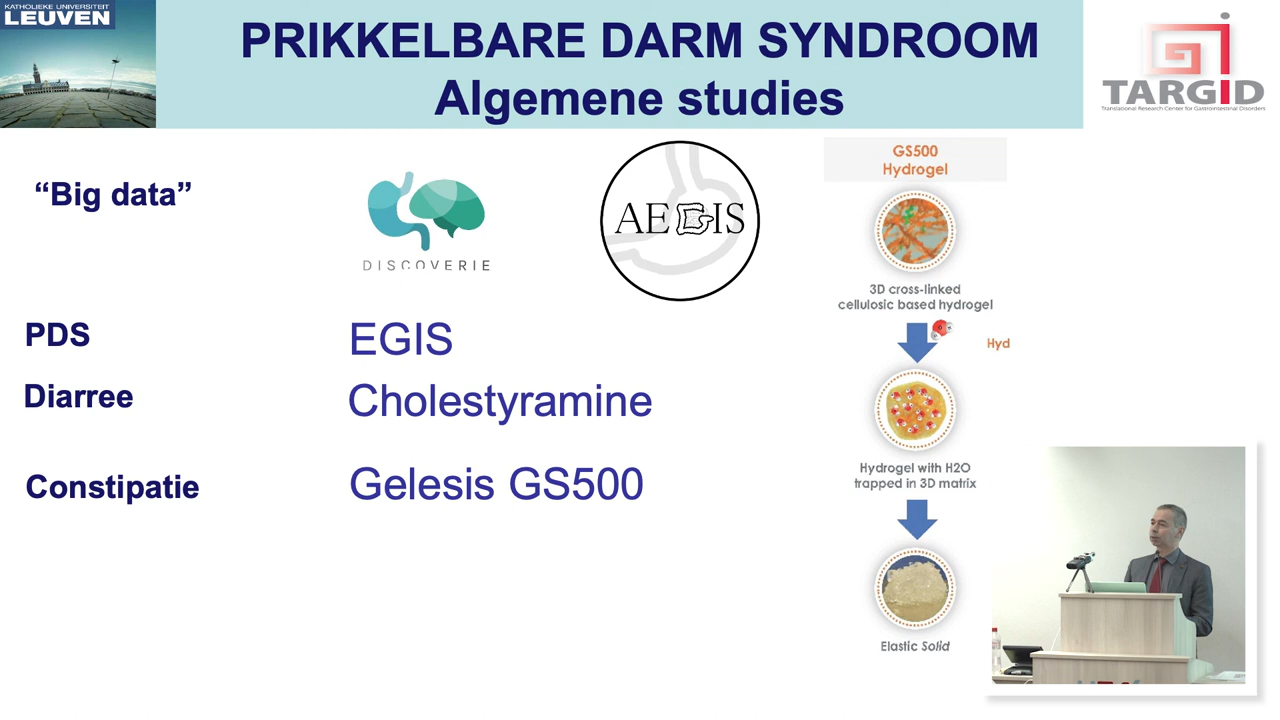 KATHOLIEKE UNIVERSITEIT
LEUVEN
PRIKKELBARE DARM SYNDROOM
Algemene studies
TARGID
Translational Research Center for Gastrointestinal Disorders
“Big data”
DISCOVERIE
AEGIS
GS500
Hydrogel
3D cross-linked
cellulosic based hydrogel
Hyd
PDS
EGIS
Diarree
Cholestyramine
Hydrogel with H2O
trapped in 3D matrix
Constipatie
Gelesis GS500
Elastic Solid